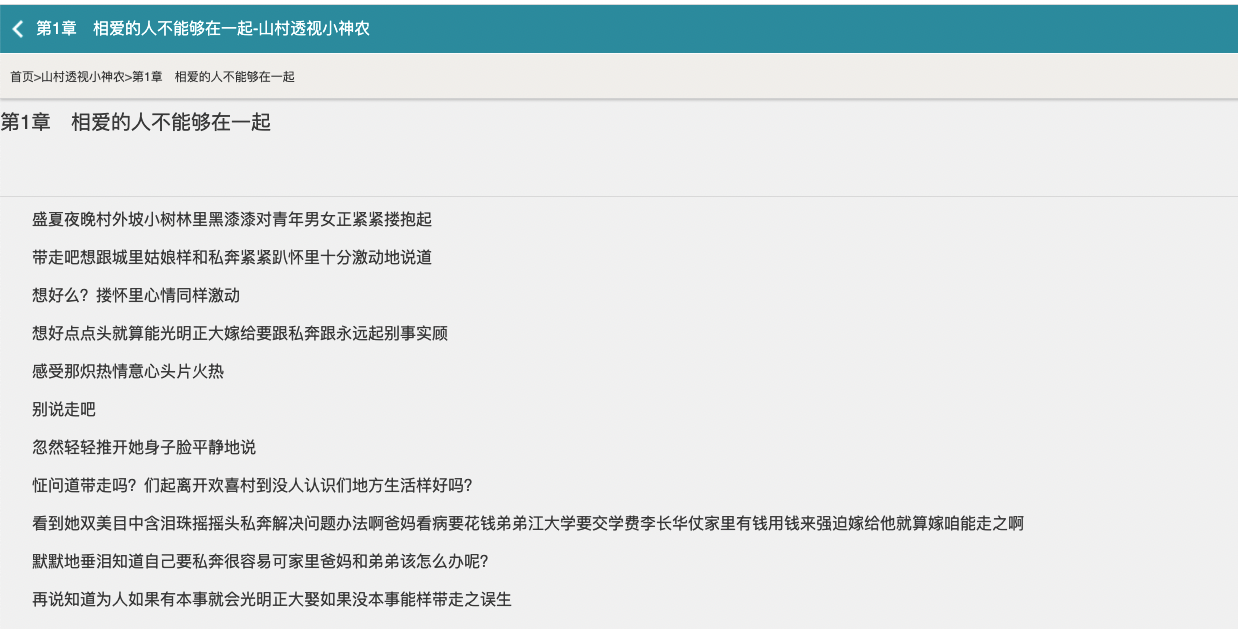 第1章　相爱的人不能够在一起-山村透视小神农
首页>山村透视小神农>第1章　相爱的人不能够在一起
第1章　相爱的人不能够在一起
盛夏夜晚村外坡小树林里黑漆漆对青年男女正紧紧搂抱起
带走吧想跟城里姑娘样和私奔紧紧趴怀里十分激动地说道
想好么？搂怀里心情同样激动
想好点点头就算能光明正大嫁给要跟私奔跟永远起别事实顾
感受那炽热情意心头片火热
别说走吧
忽然轻轻推开她身子脸平静地说
怔问道带走吗？们起离开欢喜村到没人认识们地方生活样好吗？
看到她双美目中含泪珠摇摇头私奔解决问题办法啊爸妈看病要花钱弟弟江大学要交学费李长华仗家里有钱用钱来强迫嫁给他就算嫁咱能走之啊
默默地垂泪知道自己要私奔很容易可家里爸妈和弟弟该怎么办呢？
再说知道为人如果有本事就会光明正大娶如果没本事能样带走之误生